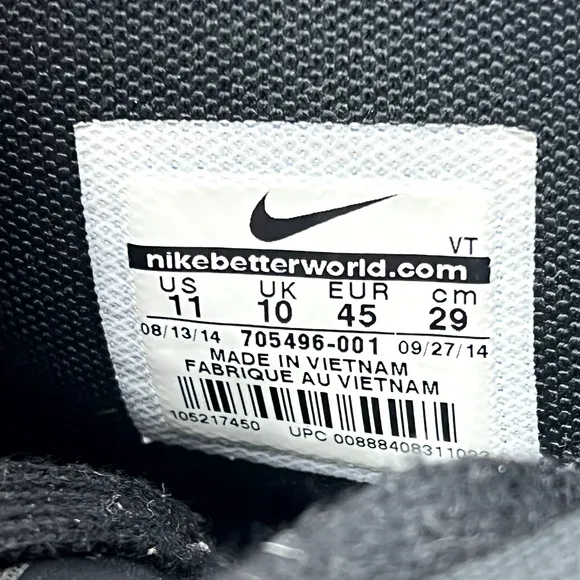 VT
nikebetterworld.com
US UK EUR cm
11 10 45 29
08/13/14 705496-001 09/27/14
MADE IN VIETNAM
FABRIQUE AU VIETNAM
105217450 UPC